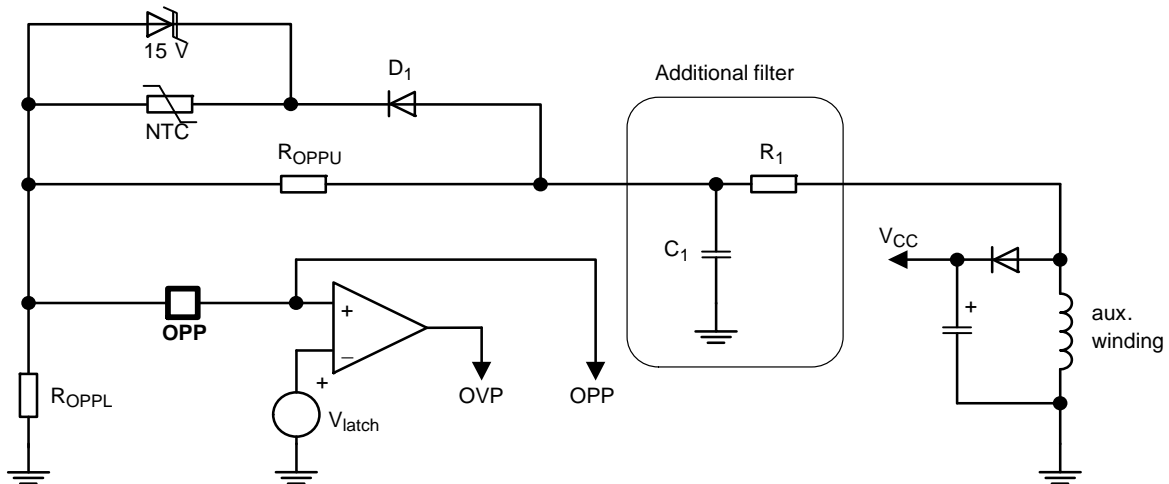 15 V
D1
Additional filter
NTC
ROPPU
R1
C1
VCC
+
aux.
winding
OPP
+
−
+
Vlatch
OVP
OPP
ROPPL